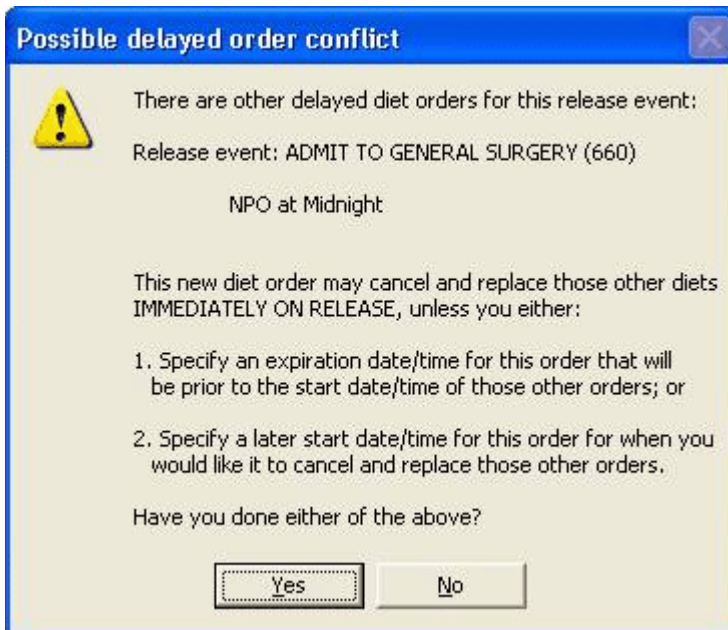 Possible delayed order conflict
There are other delayed diet orders for this release event:
Release event: ADMIT TO GENERAL SURGERY (660)
NPO at Midnight
This new diet order may cancel and replace those other diets
IMMEDIATELY ON RELEASE, unless you either:
1. Specify an expiration date/time for this order that will
be prior to the start date/time of those other orders; or
2. Specify a later start date/time for this order for when you
would like it to cancel and replace those other orders.
Have you done either of the above?
Yes
No